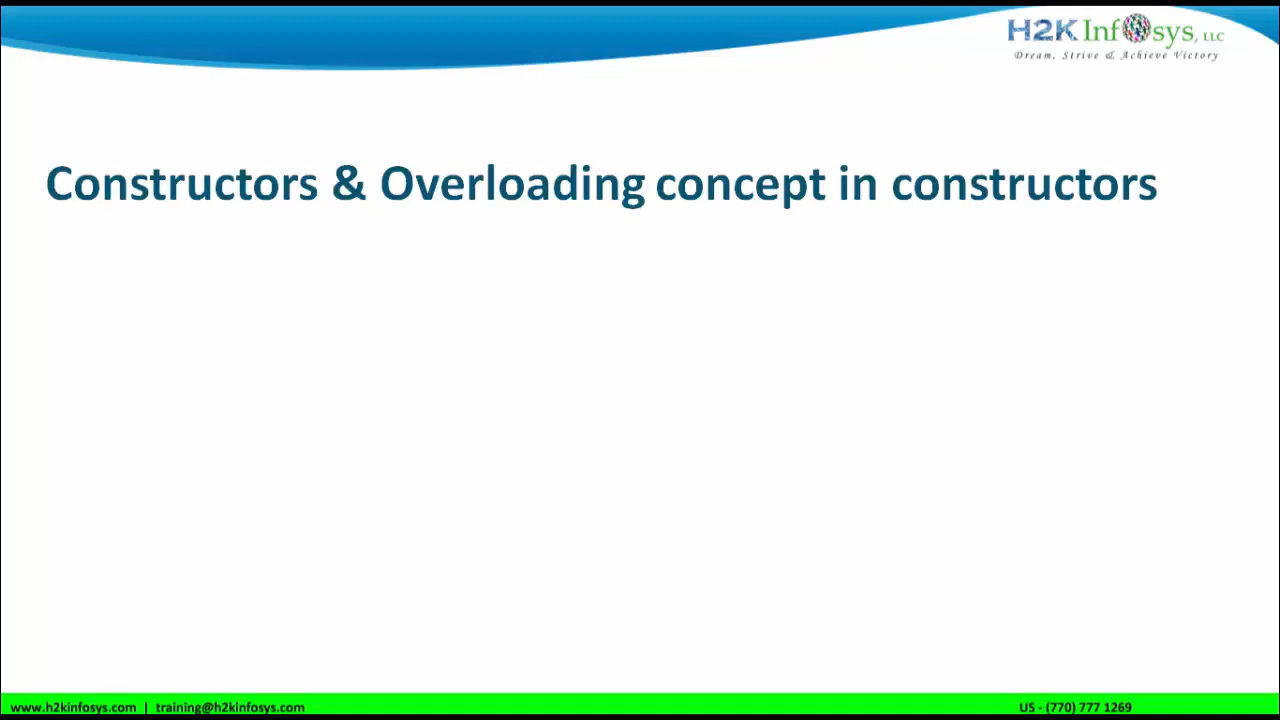 H2K Infosys, LLC
Dream, Strive & Achieve Victory
Constructors & Overloading concept in constructors
www.h2kinfosys.com | training@h2kinfosys.com
US - (770) 777 1269